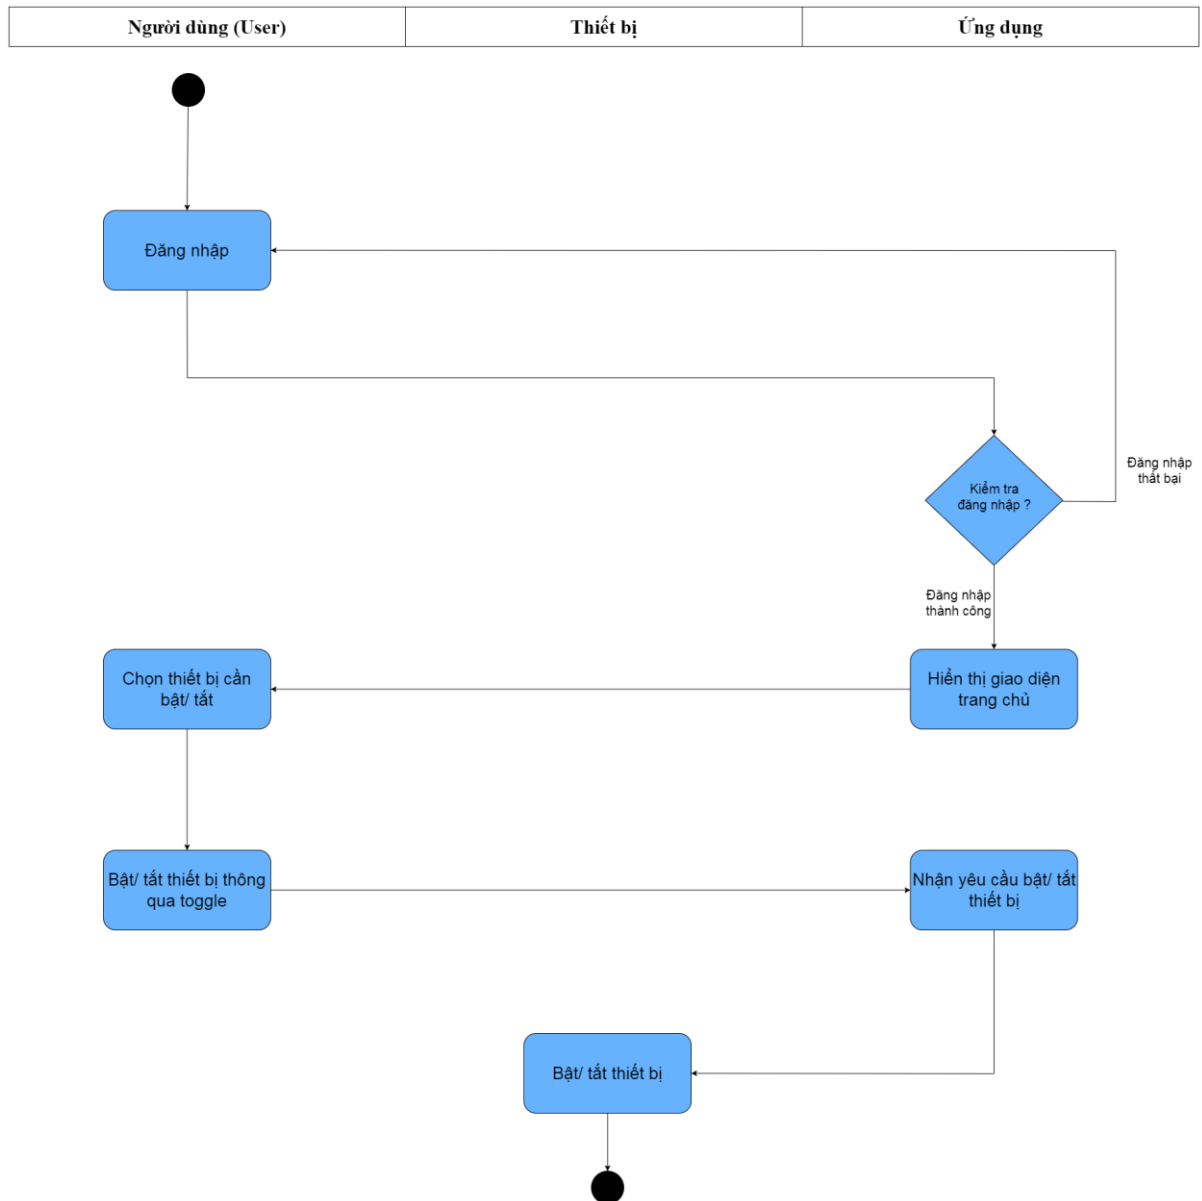 Người dùng (User)
Thiết bị
Ứng dụng
Đăng nhập
Kiểm tra
đăng nhập ?
Đăng nhập
thất bại
Đăng nhập
thành công
Chọn thiết bị cần
bật/ tắt
Hiển thị giao diện
trang chủ
Bật/ tắt thiết bị thông
qua toggle
Nhận yêu cầu bật/ tắt
thiết bị
Bật/ tắt thiết bị